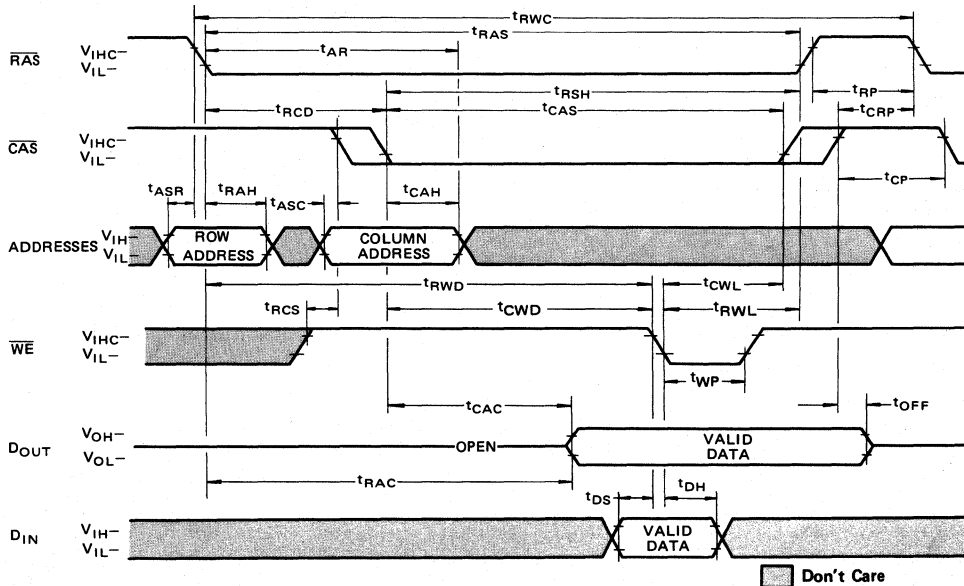 tRWC
tRAS
tAR
RAS
VIHC–
VIL–
tRSH
tRP
tRCD
tCAS
tCRP
CAS
VIHC–
VIL–
tASR
tRAH
tASC
tCAH
tCP
ADDRESSES
VIH–
VIL
ROW
ADDRESS
COLUMN
ADDRESS
tRWD
tCWL
tRCS
tCWD
tRWL
WE
VIHC–
VIL–
tWP
tCAC
tOFF
DOUT
VOH–
VOL–
OPEN
VALID
DATA
tRAC
tDS
tDH
DIN
VIH–
VIL–
VALID
DATA
Don't Care